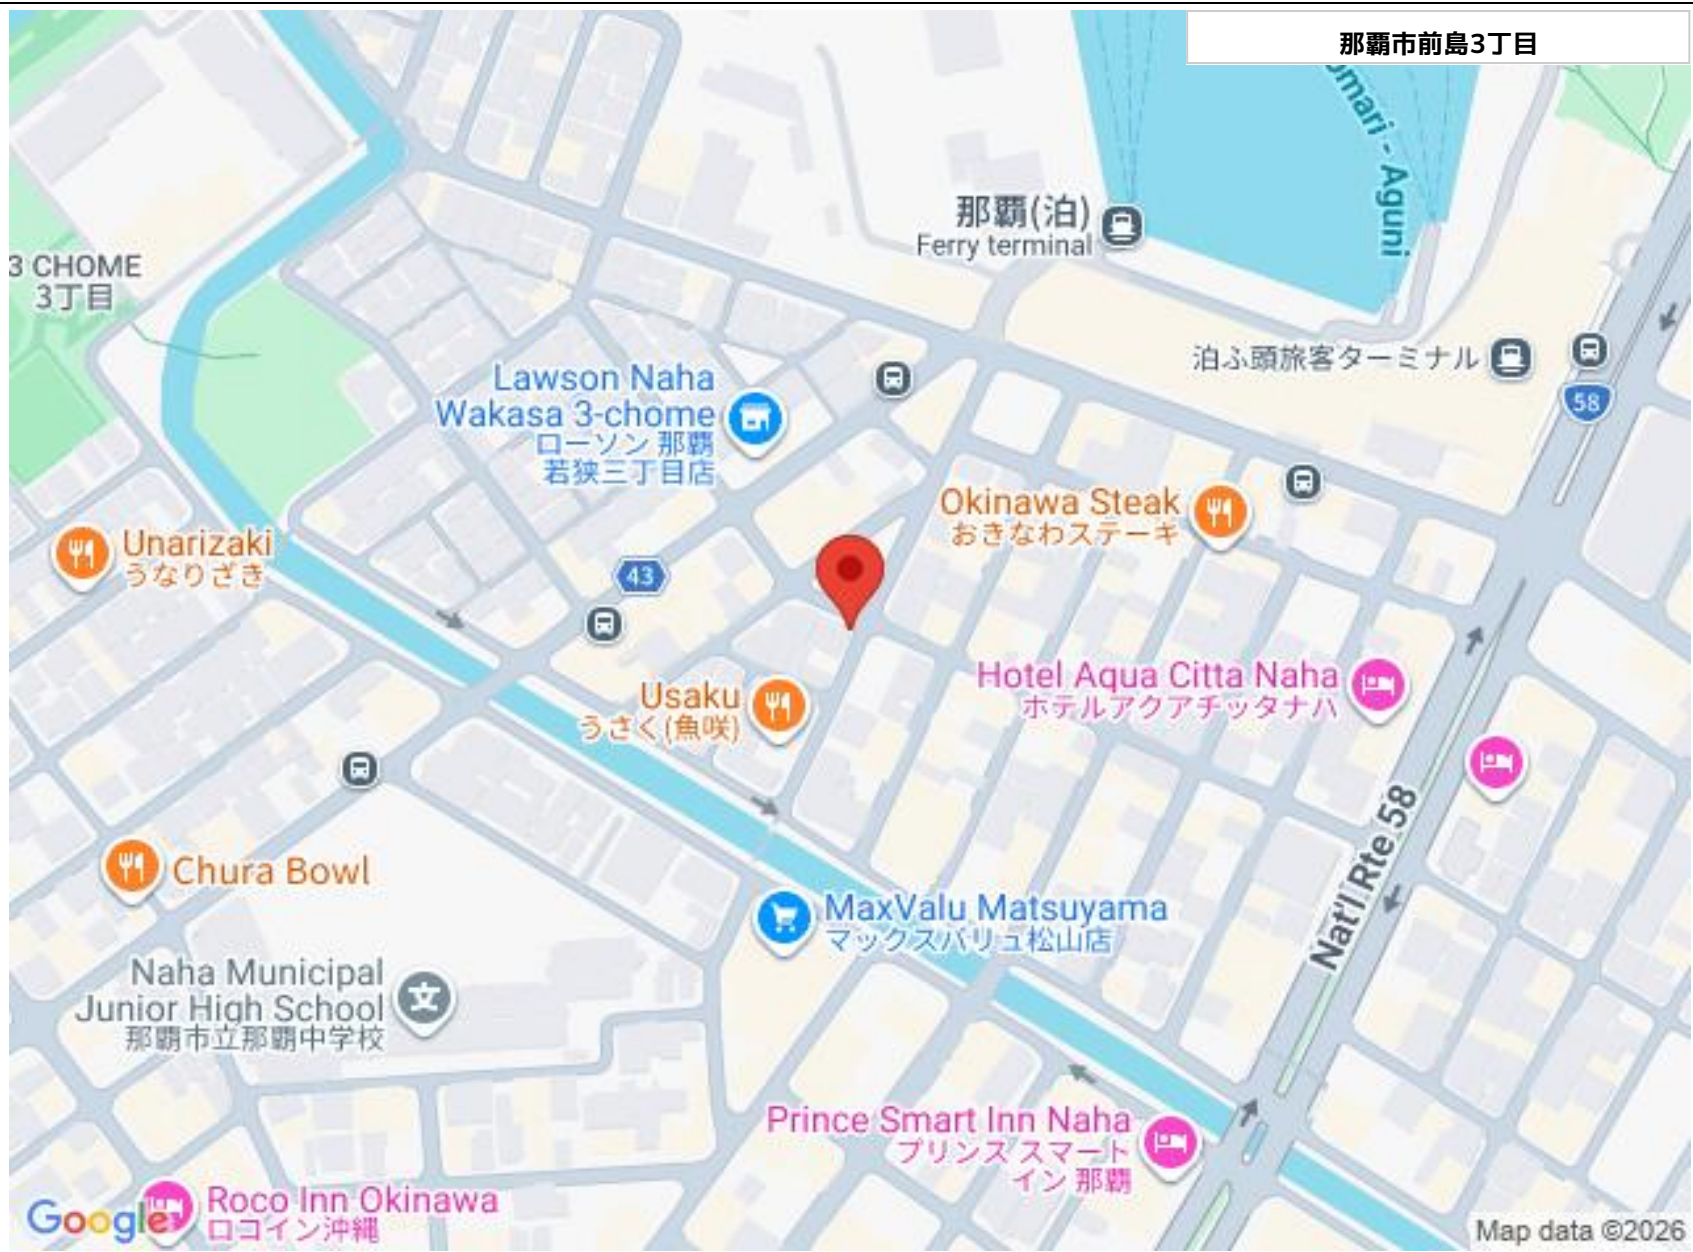 那覇市前島3丁目
omari - Aguni
那覇(泊)
Ferry terminal
3 CHOME
3丁目
泊ふ頭旅客ターミナル
58
Lawson Naha
Wakasa 3-chome
ローソン 那覇
若狭三丁目店
Okinawa Steak
おきなわステーキ
Unarizaki
うなりざき
43
Hotel Aqua Citta Naha
ホテルアクアチッタナハ
Usaku
うさく(魚咲)
Nat'l Rte 58
Chura Bowl
MaxValu Matsuyama
マックスバリュ松山店
Naha Municipal
Junior High School
那覇市立那覇中学校
文
Prince Smart Inn Naha
プリンス スマート
イン 那覇
Roco Inn Okinawa
ロコイン沖縄
Google
Map data ©2026